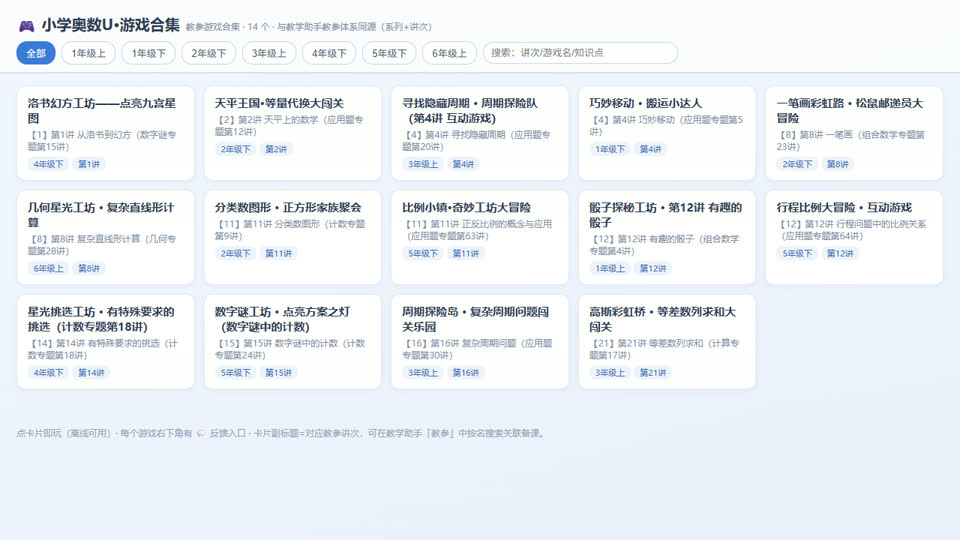 小学奥数U·游戏合集 教参游戏合集 · 14 个 · 与教学助手教参体系同源（系列+讲次）
全部 1年级上 1年级下 2年级下 3年级上 4年级下 5年级下 6年级上 搜索：讲次/游戏名/知识点
洛书幻方工坊——点亮九宫星
图
【1】第1讲 从洛书到幻方（数字谜专
题第15讲）
4年级下 第1讲
天平王国·等量代换大闯关
【2】第2讲 天平上的数学（应用题专
题第12讲）
2年级下 第2讲
寻找隐藏周期·周期探险队
（第4讲 互动游戏）
【4】第4讲 寻找隐藏周期（应用题专
题第20讲）
3年级上 第4讲
巧妙移动·搬运小达人
【4】第4讲 巧妙移动（应用题专题第5
讲）
1年级下 第4讲
一笔画彩虹路·松鼠邮递员大
冒险
【8】第8讲 一笔画（组合数学专题第
23讲）
2年级下 第8讲
几何星光工坊·复杂直线形计
算
【8】第8讲 复杂直线形计算（几何专
题第28讲）
6年级上 第8讲
分类数图形·正方形家族聚会
【11】第11讲 分类数图形（计数专题
第9讲）
2年级下 第11讲
比例小镇·奇妙工坊大冒险
【11】第11讲 正反比例的概念与应用
（应用题专题第63讲）
5年级下 第11讲
骰子探秘工坊·第12讲 有趣的
骰子
【12】第12讲 有趣的骰子（组合数学
专题第4讲）
1年级上 第12讲
行程比例大冒险·互动游戏
【12】第12讲 行程问题中的比例关系
（应用题专题第64讲）
5年级下 第12讲
星光挑选工坊·有特殊要求的
挑选（计数专题第18讲）
【14】第14讲 有特殊要求的挑选（计
数专题第18讲）
4年级下 第14讲
数字谜工坊·点亮方案之灯
（数字谜中的计数）
【15】第15讲 数字谜中的计数（计数
专题第24讲）
5年级下 第15讲
周期探险岛·复杂周期问题闯
关乐园
【16】第16讲 复杂周期问题（应用题
专题第30讲）
3年级上 第16讲
高斯彩虹桥·等差数列求和大
闯关
【21】第21讲 等差数列求和（计算专
题第17讲）
3年级上 第21讲
点卡片即玩（离线可用）· 每个游戏右下角有 反馈入口 · 卡片副标题=对应教参讲次，可在教学助手「教参」中按名搜索关联备课。